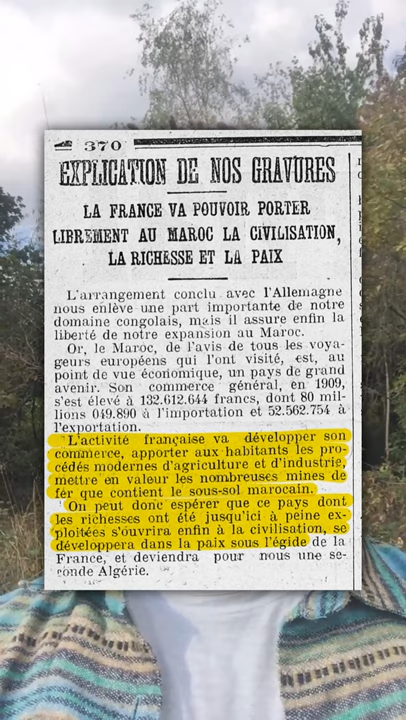 370
EXPLICATION DE NOS GRAVURES
LA FRANCE VA POUVOIR PORTER
LIBREMENT AU MAROC LA CIVILISATION,
LA RICHESSE ET LA PAIX
L'arrangement conclu avec l'Allemagne
nous enlève une part importante de notre
domaine congolais, mais il assure enfin la
liberté de notre expansion au Maroc.
Or, le Maroc, de l'avis de tous les voya-
geurs européens qui l'ont visité, est, au
point de vue économique, un pays de grand
avenir. Son commerce général, en 1909,
s'est élevé à 132.612.644 francs, dont 80 mil-
lions 049.890 à l'importation et 52.562.754 à
l'exportation.
L'activité française va développer son
commerce, apporter aux habitants les pro-
cédés modernes d'agriculture et d'industrie,
mettre en valeur les nombreuses mines de
fer que contient le sous-sol marocain.
On peut donc espérer que ce pays dont
les richesses ont été jusqu'ici à peine ex-
ploitées s'ouvrira enfin à la civilisation, se
développera dans la paix sous l'égide de la
France, et deviendra pour nous une se-
conde Algérie.